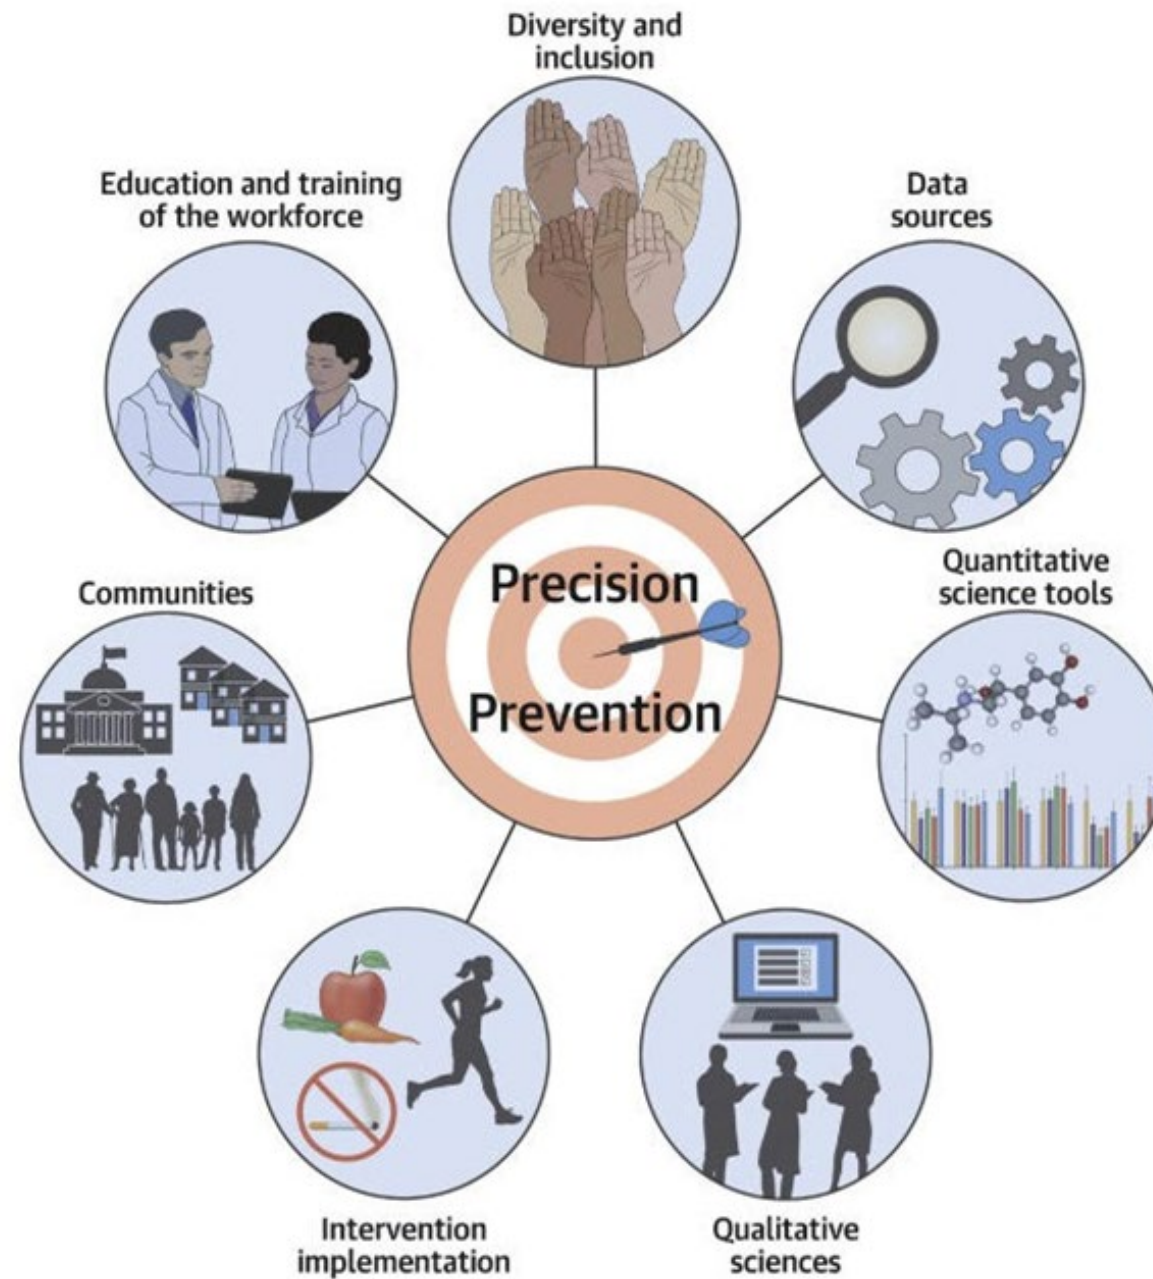 Diversity and
inclusion
Education and training
of the workforce
Data
sources
Communities
Precision
Prevention
Quantitative
science tools
Intervention
implementation
Qualitative
sciences